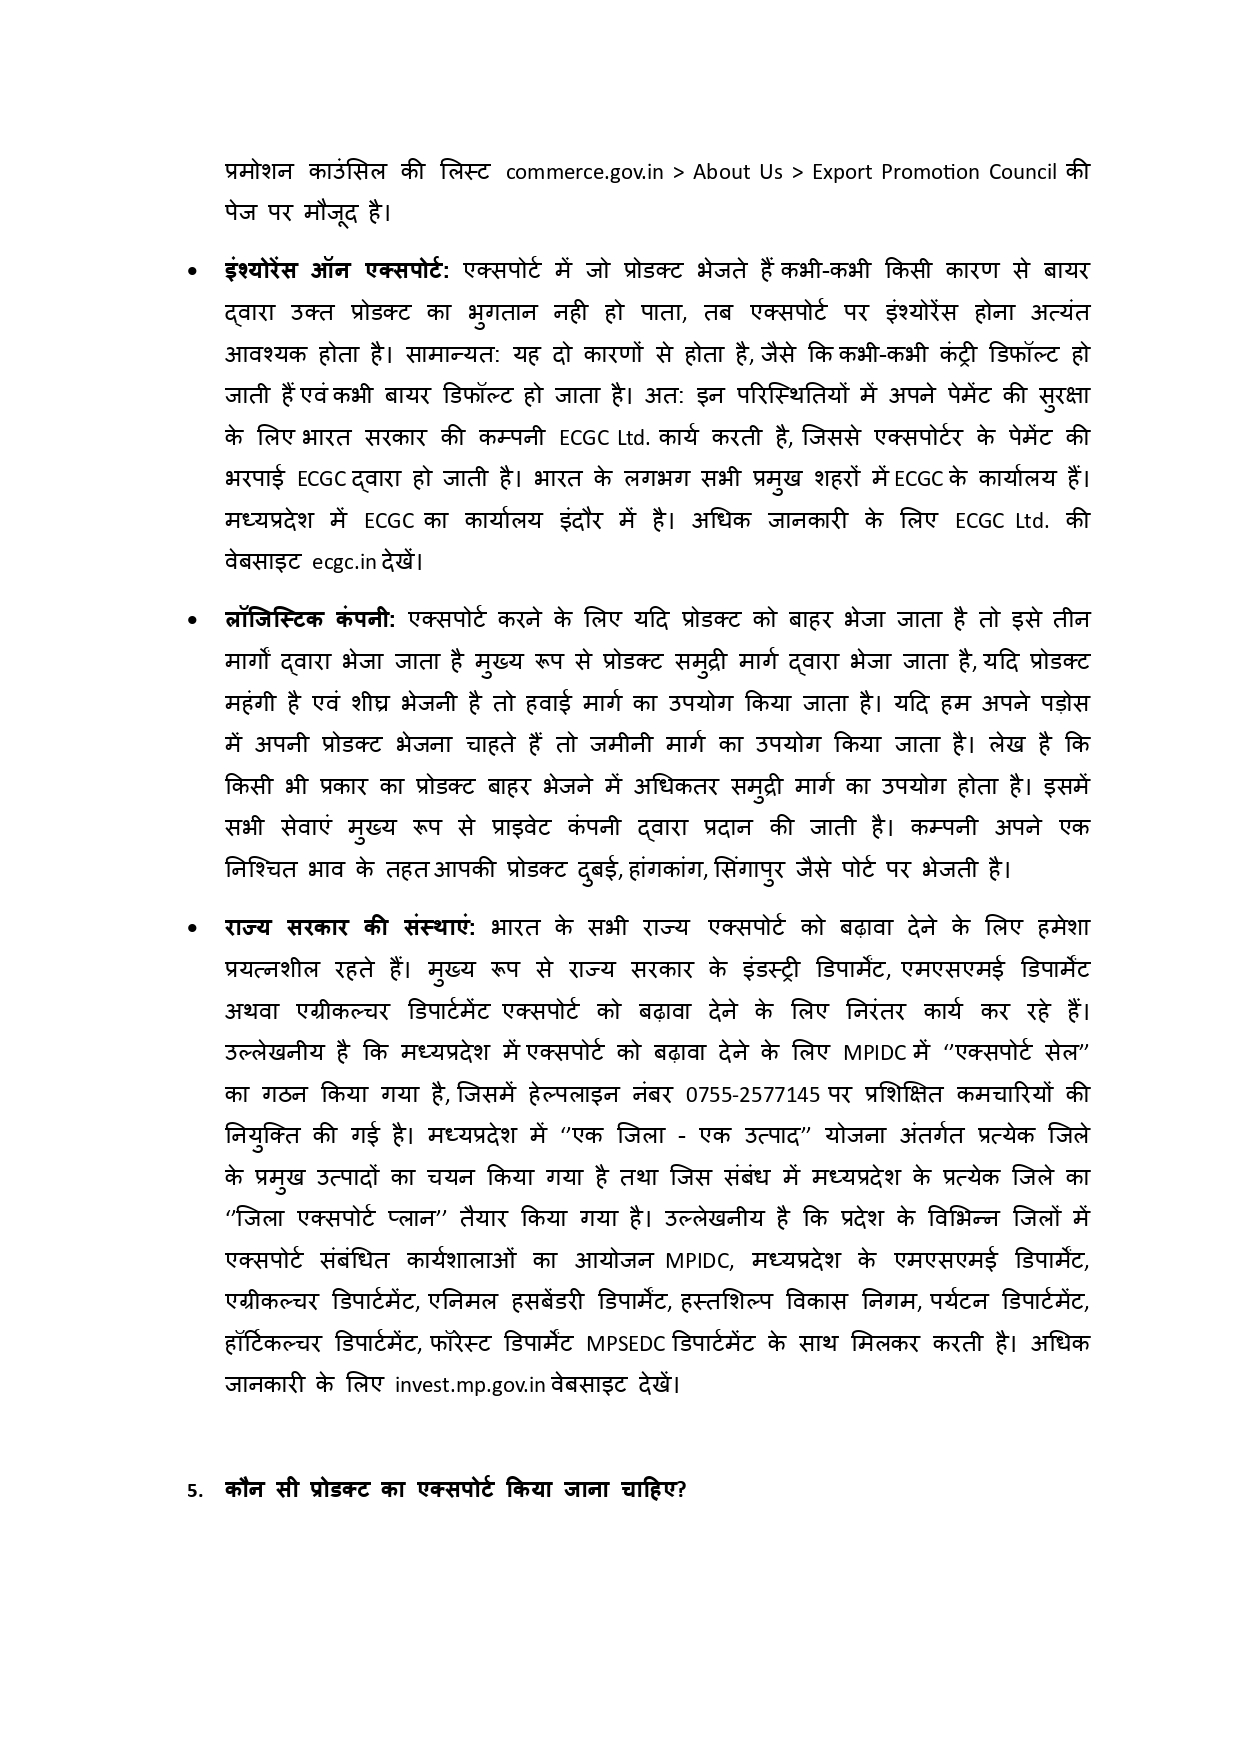 प्रमोशन काउंसिल की लिस्ट commerce.gov.in > About Us > Export Promotion Council की
पेज पर मौजूद है।
• इंश्योरेंस ऑन एक्सपोर्ट: एक्सपोर्ट में जो प्रोडक्ट भेजते हैं कभी-कभी किसी कारण से बायर
द्वारा उक्त प्रोडक्ट का भुगतान नही हो पाता, तब एक्सपोर्ट पर इंश्योरेंस होना अत्यंत
आवश्यक होता है। सामान्यत: यह दो कारणों से होता है, जैसे कि कभी-कभी कंट्री डिफॉल्ट हो
जाती हैं एवं कभी बायर डिफॉल्ट हो जाता है। अत: इन परिस्थितियों में अपने पेमेंट की सुरक्षा
के लिए भारत सरकार की कम्पनी ECGC Ltd. कार्य करती है, जिससे एक्सपोर्टर के पेमेंट की
भरपाई ECGC द्वारा हो जाती है। भारत के लगभग सभी प्रमुख शहरों में ECGC के कार्यालय हैं।
मध्यप्रदेश में ECGC का कार्यालय इंदौर में है। अधिक जानकारी के लिए ECGC Ltd. की
वेबसाइट ecgc.in देखें।
• लॉजिस्टिक कंपनी: एक्सपोर्ट करने के लिए यदि प्रोडक्ट को बाहर भेजा जाता है तो इसे तीन
मार्गों द्वारा भेजा जाता है मुख्य रूप से प्रोडक्ट समुद्री मार्ग द्वारा भेजा जाता है, यदि प्रोडक्ट
महंगी है एवं शीघ्र भेजनी है तो हवाई मार्ग का उपयोग किया जाता है। यदि हम अपने पड़ोस
में अपनी प्रोडक्ट भेजना चाहते हैं तो जमीनी मार्ग का उपयोग किया जाता है। लेख है कि
किसी भी प्रकार का प्रोडक्ट बाहर भेजने में अधिकतर समुद्री मार्ग का उपयोग होता है। इसमें
सभी सेवाएं मुख्य रूप से प्राइवेट कंपनी द्वारा प्रदान की जाती है। कम्पनी अपने एक
निश्चित भाव के तहत आपकी प्रोडक्ट दुबई, हांगकांग, सिंगापुर जैसे पोर्ट पर भेजती है।
• राज्य सरकार की संस्थाएं: भारत के सभी राज्य एक्सपोर्ट को बढ़ावा देने के लिए हमेशा
प्रयत्नशील रहते हैं। मुख्य रूप से राज्य सरकार के इंडस्ट्री डिपार्मेंट, एमएसएमई डिपार्मेंट
अथवा एग्रीकल्चर डिपार्टमेंट एक्सपोर्ट को बढ़ावा देने के लिए निरंतर कार्य कर रहे हैं।
उल्लेखनीय है कि मध्यप्रदेश में एक्सपोर्ट को बढ़ावा देने के लिए MPIDC में ‘’एक्सपोर्ट सेल’’
का गठन किया गया है, जिसमें हेल्पलाइन नंबर 0755-2577145 पर प्रशिक्षित कमचारियों की
नियुक्ति की गई है। मध्यप्रदेश में ‘’एक जिला - एक उत्पाद’’ योजना अंतर्गत प्रत्येक जिले
के प्रमुख उत्पादों का चयन किया गया है तथा जिस संबंध में मध्यप्रदेश के प्रत्येक जिले का
‘’जिला एक्सपोर्ट प्लान’’ तैयार किया गया है। उल्लेखनीय है कि प्रदेश के विभिन्न जिलों में
एक्सपोर्ट संबंधित कार्यशालाओं का आयोजन MPIDC, मध्यप्रदेश के एमएसएमई डिपार्मेंट,
एग्रीकल्चर डिपार्टमेंट, एनिमल हसबेंडरी डिपार्मेंट, हस्तशिल्प विकास निगम, पर्यटन डिपार्टमेंट,
हॉर्टिकल्चर डिपार्टमेंट, फॉरेस्ट डिपार्मेंट MPSEDC डिपार्टमेंट के साथ मिलकर करती है। अधिक
जानकारी के लिए invest.mp.gov.in वेबसाइट देखें।
5. कौन सी प्रोडक्ट का एक्सपोर्ट किया जाना चाहिए?